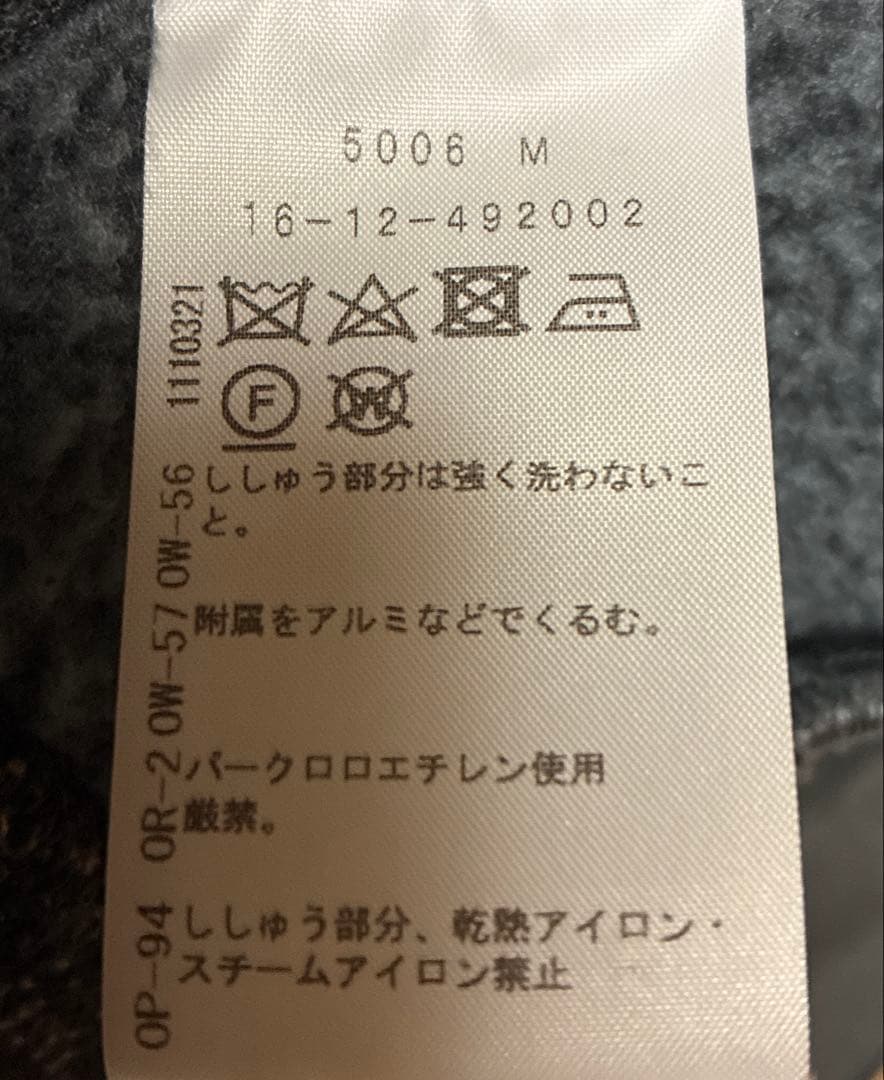 5006 M
16-12-492002
1110321
F
W
OW-56
ししゅう部分は強く洗わないこ
と。
OW-57
附属をアルミなどでくるむ。
OR-2
パークロロエチレン使用
厳禁。
OP-94
ししゅう部分、乾熱アイロン・
スチームアイロン禁止